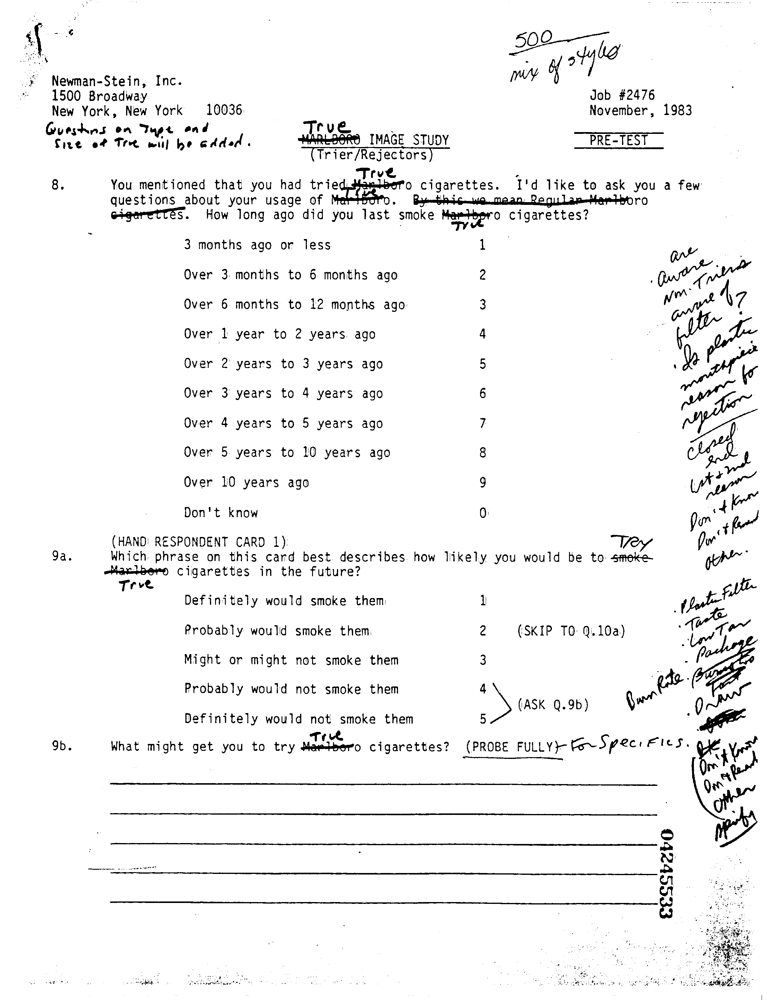 500
mix of styles
Newman-Stein, Inc.
1500 Broadway
New York, New York 10036
Job #2476
November, 1983
Questions on Type and
Size of True will be added.
True
MARLBORO IMAGE STUDY
(Trier/Rejectors)
PRE-TEST
True
8. You mentioned that you had tried Marlboro cigarettes. I'd like to ask you a few
True
questions about your usage of Marlboro. By this we mean Regular Marlboro
cigarettes. How long ago did you last smoke Marlboro cigarettes?
True
3 months ago or less 1
Over 3 months to 6 months ago 2
Over 6 months to 12 months ago 3
Over 1 year to 2 years ago 4
Over 2 years to 3 years ago 5
Over 3 years to 4 years ago 6
Over 4 years to 5 years ago 7
Over 5 years to 10 years ago 8
Over 10 years ago 9
Don't know 0
are
aware
Nm. Triers
aware of
filter?
Is plastic
mouthpiece
reason for
rejection
closed
end
1st + 2nd
reason
Don't Know
Don't Read
Other.
(HAND RESPONDENT CARD 1)
Try
9a. Which phrase on this card best describes how likely you would be to smoke
Marlboro cigarettes in the future?
True
Definitely would smoke them 1
Probably would smoke them 2 (SKIP TO Q.10a)
Might or might not smoke them 3
Probably would not smoke them 4
(ASK Q.9b)
Definitely would not smoke them 5
Plastic Filter
Taste
Low Tar
Package
Burn Rate
Draw
True
9b. What might get you to try Marlboro cigarettes? (PROBE FULLY) For Specifics.
Don't Know
Don't Read
Other
specify
04245533